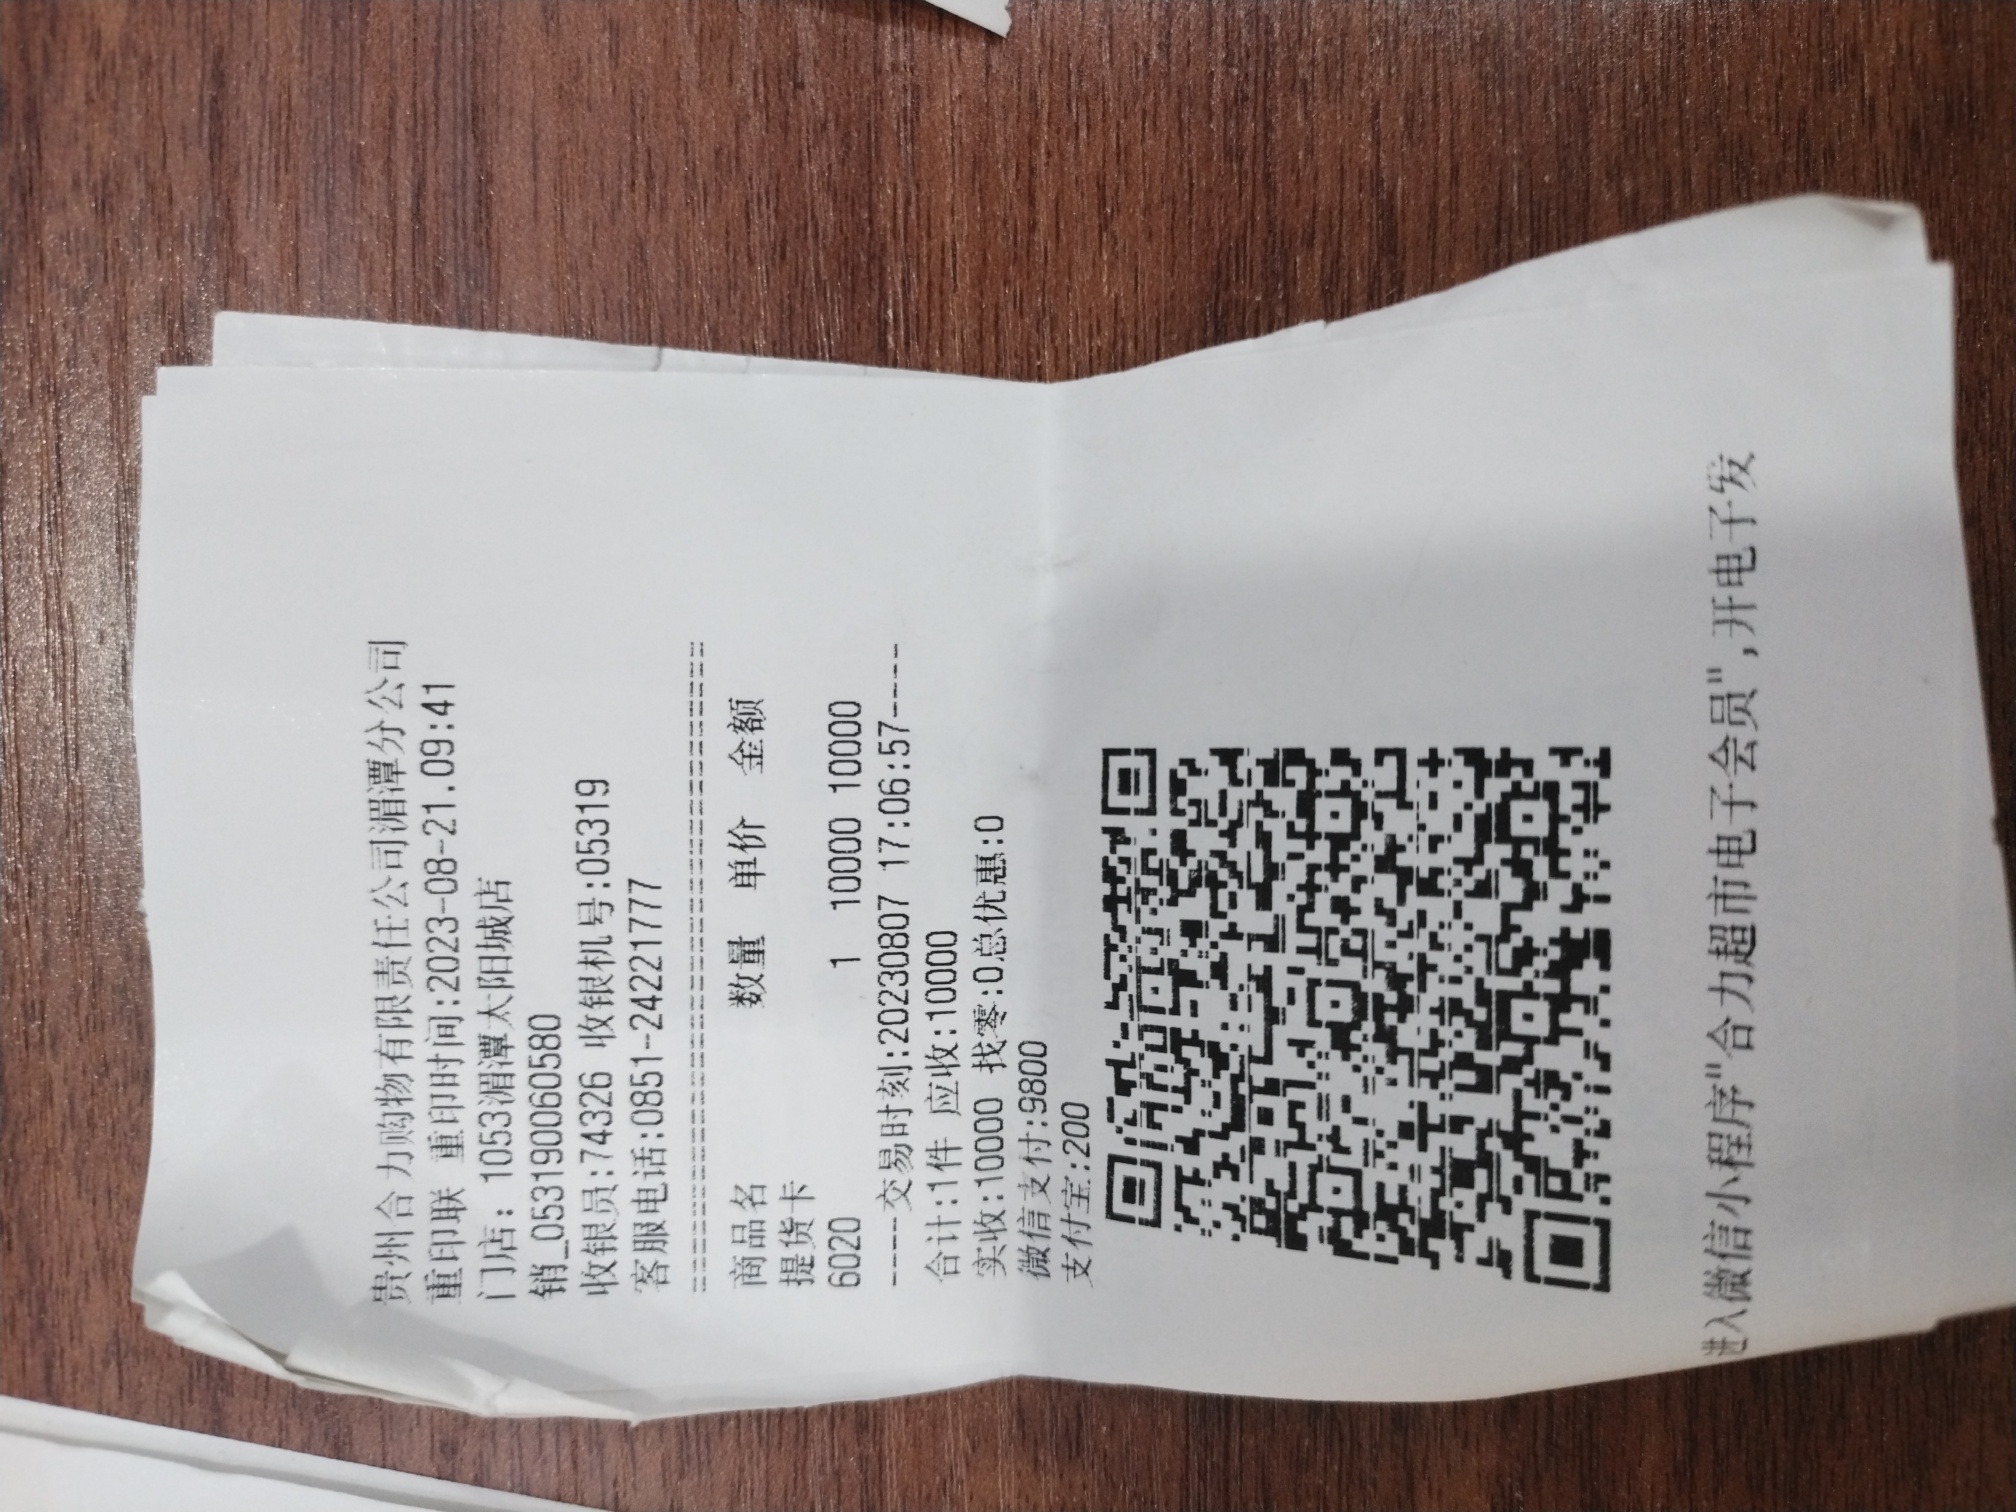 贵州合力购物有限责任公司湄潭分公司
重印联 重印时间:2023-08-21.09:41
门店: 1053湄潭太阳城店
销_053190060580
收银员:74326 收银机号:05319
客服电话:0851-24221777
================================
商品名 数量 单价 金额
提货卡
6020 1 10000 10000
----交易时刻:20230807 17:06:57----
合计:1件 应收:10000
实收:10000 找零:0总优惠:0
微信支付:9800
支付宝:200
进入微信小程序"合力超市电子会员",开电子发